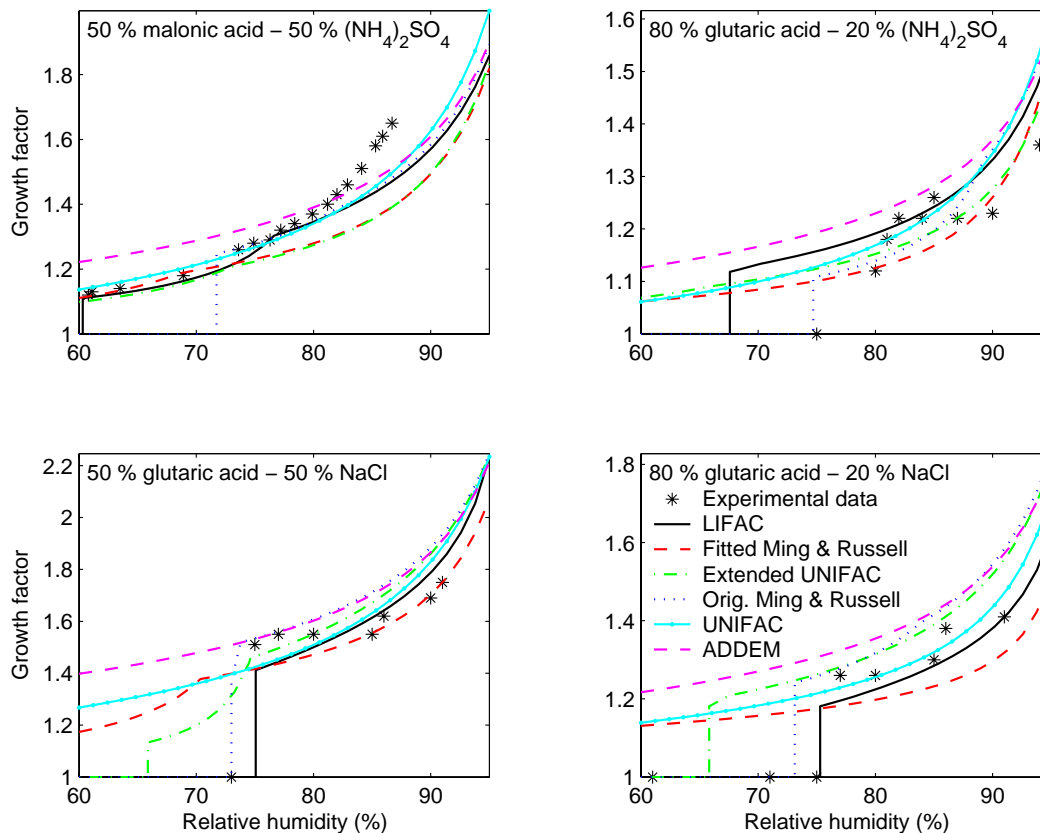 50 % malonic acid − 50 % (NH4)2SO4
Growth factor
1.8
1.6
1.4
1.2
1
60 70 80 90
80 % glutaric acid − 20 % (NH4)2SO4
1.6
1.5
1.4
1.3
1.2
1.1
1
60 70 80 90
50 % glutaric acid − 50 % NaCl
Growth factor
2.2
2
1.8
1.6
1.4
1.2
1
60 70 80 90
Relative humidity (%)
80 % glutaric acid − 20 % NaCl
Experimental data
LIFAC
Fitted Ming & Russell
Extended UNIFAC
Orig. Ming & Russell
UNIFAC
ADDEM
1.8
1.6
1.4
1.2
1
60 70 80 90
Relative humidity (%)